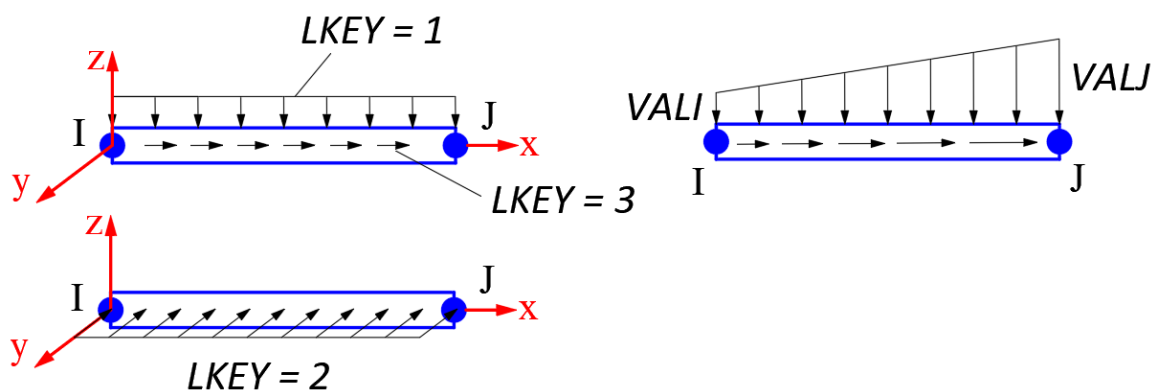 LKEY = 1
z
I
J
x
y
LKEY = 3
VALI
VALJ
I
J
z
I
J
x
y
LKEY = 2